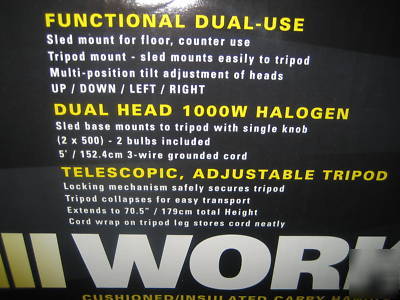 FUNCTIONAL DUAL-USE
Sled mount for floor, counter use
Tripod mount - sled mounts easily to tripod
Multi-position tilt adjustment of heads
UP / DOWN / LEFT / RIGHT
DUAL HEAD 1000W HALOGEN
Sled base mounts to tripod with single knob
(2 x 500) - 2 bulbs included
5' / 152.4cm 3-wire grounded cord
TELESCOPIC, ADJUSTABLE TRIPOD
Locking mechanism safely secures tripod
Tripod collapses for easy transport
Extends to 70.5" / 179cm total Height
Cord wrap on tripod leg stores cord neatly
WORK
CUSHIONED/INSULATED CARRY